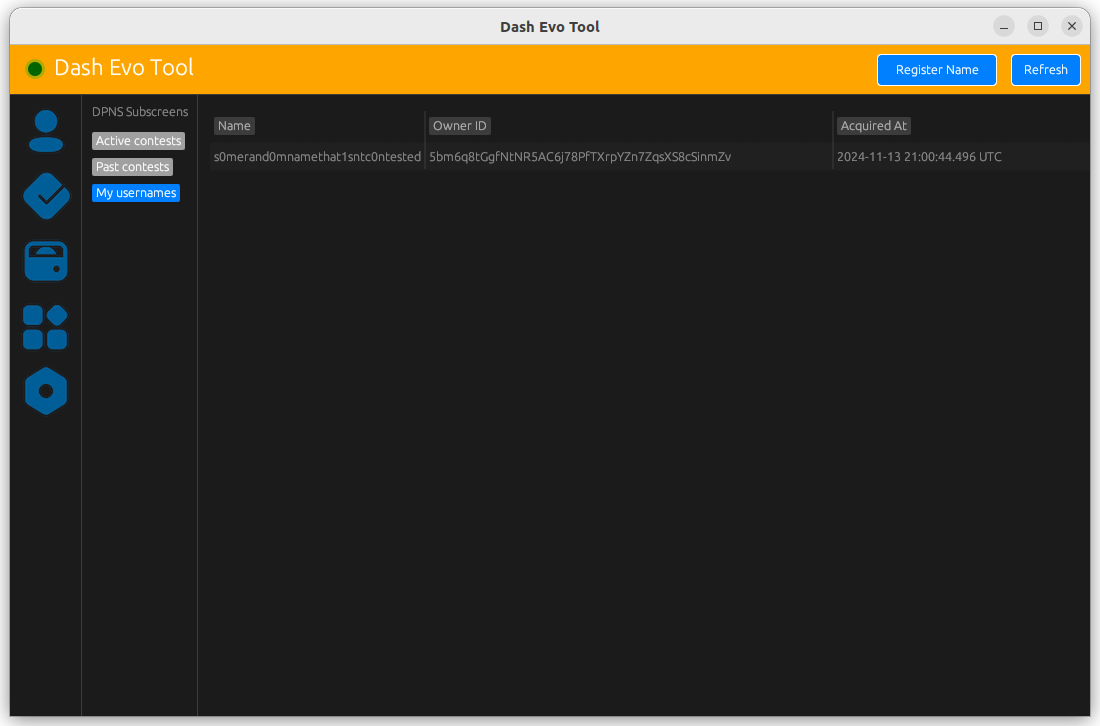 Dash Evo Tool
Dash Evo Tool
Register Name
Refresh
DPNS Subscreens
Active contests
Past contests
My usernames
Name Owner ID Acquired At
s0merand0mnamethat1sntc0ntested 5bm6q8tGgfNtNR5AC6j78PfTXrpYZn7ZqsXS8cSinmZv 2024-11-13 21:00:44.496 UTC